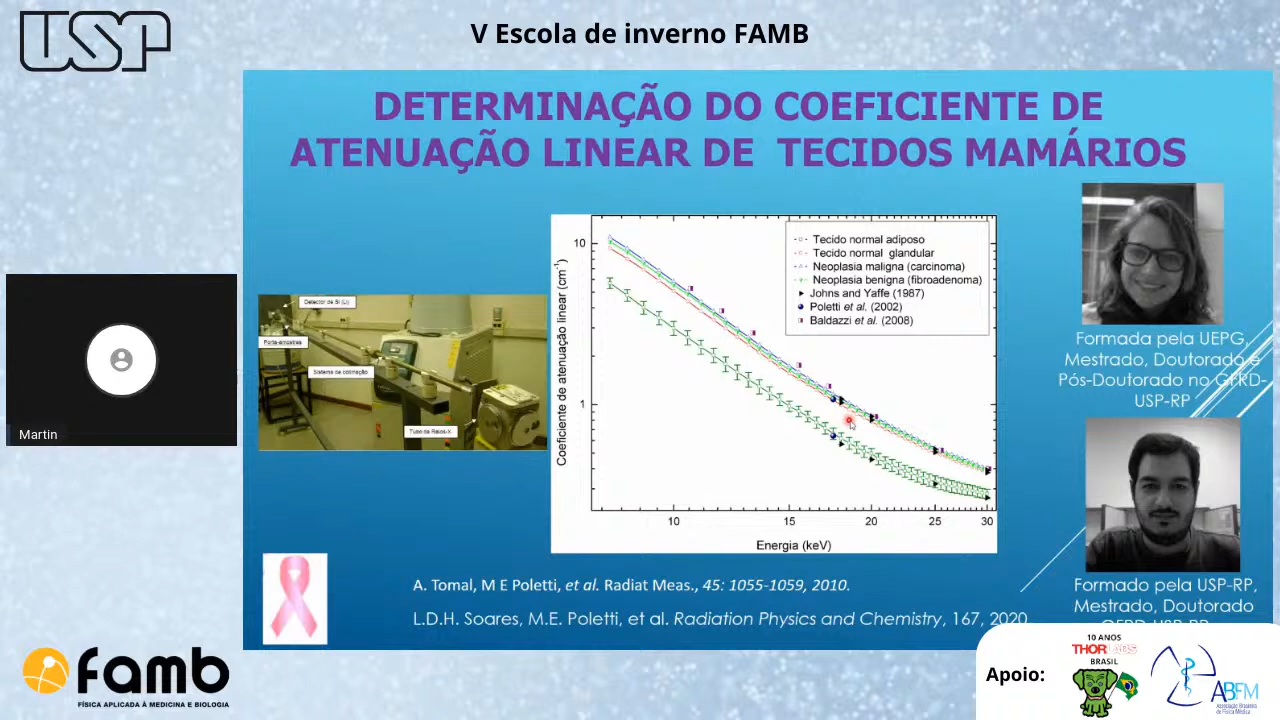 USP
V Escola de inverno FAMB
DETERMINAÇÃO DO COEFICIENTE DE
ATENUAÇÃO LINEAR DE TECIDOS MAMÁRIOS
Martin
Detector de Si (Li)
Porta-amostras
Sistema de colimação
Tubo de Raios-X
Coeficiente de atenuação linear (cm⁻¹)
10
1
Tecido normal adiposo
Tecido normal glandular
Neoplasia maligna (carcinoma)
Neoplasia benigna (fibroadenoma)
Johns and Yaffe (1987)
Poletti et al. (2002)
Baldazzi et al. (2008)
10 15 20 25 30
Energia (keV)
Formada pela UEPG,
Mestrado, Doutorado e
Pós-Doutorado no GFRD-
USP-RP
Formado pela USP-RP,
Mestrado, Doutorado
A. Tomal, M E Poletti, et al. Radiat Meas., 45: 1055-1059, 2010.
L.D.H. Soares, M.E. Poletti, et al. Radiation Physics and Chemistry, 167, 2020
famb
FÍSICA APLICADA À MEDICINA E BIOLOGIA
Apoio:
10 ANOS
THORLABS
BRASIL
ABFM
Associação Brasileira
de Física Médica